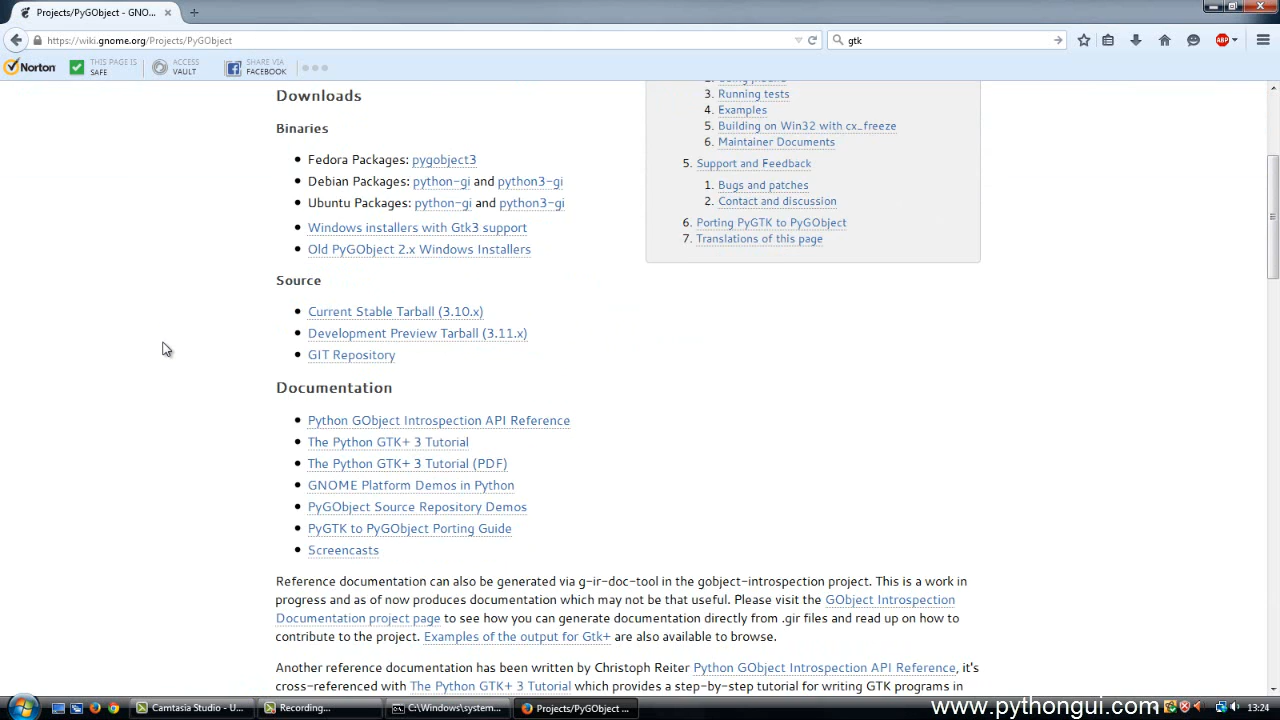 Projects/PyGObject - GNO...
https://wiki.gnome.org/Projects/PyGObject
gtk
ABP
Norton
THIS PAGE IS SAFE
ACCESS VAULT
SHARE VIA FACEBOOK
Downloads
Binaries
Fedora Packages: pygobject3
Debian Packages: python-gi and python3-gi
Ubuntu Packages: python-gi and python3-gi
Windows installers with Gtk3 support
Old PyGObject 2.x Windows Installers
3. Running tests
4. Examples
5. Building on Win32 with cx_freeze
6. Maintainer Documents
5. Support and Feedback
1. Bugs and patches
2. Contact and discussion
6. Porting PyGTK to PyGObject
7. Translations of this page
Source
Current Stable Tarball (3.10.x)
Development Preview Tarball (3.11.x)
GIT Repository
Documentation
Python GObject Introspection API Reference
The Python GTK+ 3 Tutorial
The Python GTK+ 3 Tutorial (PDF)
GNOME Platform Demos in Python
PyGObject Source Repository Demos
PyGTK to PyGObject Porting Guide
Screencasts
Reference documentation can also be generated via g-ir-doc-tool in the gobject-introspection project. This is a work in
progress and as of now produces documentation which may not be that useful. Please visit the GObject Introspection
Documentation project page to see how you can generate documentation directly from .gir files and read up on how to
contribute to the project. Examples of the output for Gtk+ are also available to browse.
Another reference documentation has been written by Christoph Reiter Python GObject Introspection API Reference, it's
cross-referenced with The Python GTK+ 3 Tutorial which provides a step-by-step tutorial for writing GTK programs in
Camtasia Studio - U...
Recording...
C:\Windows\system...
Projects/PyGObject ...
www.pythongui.com
13:24